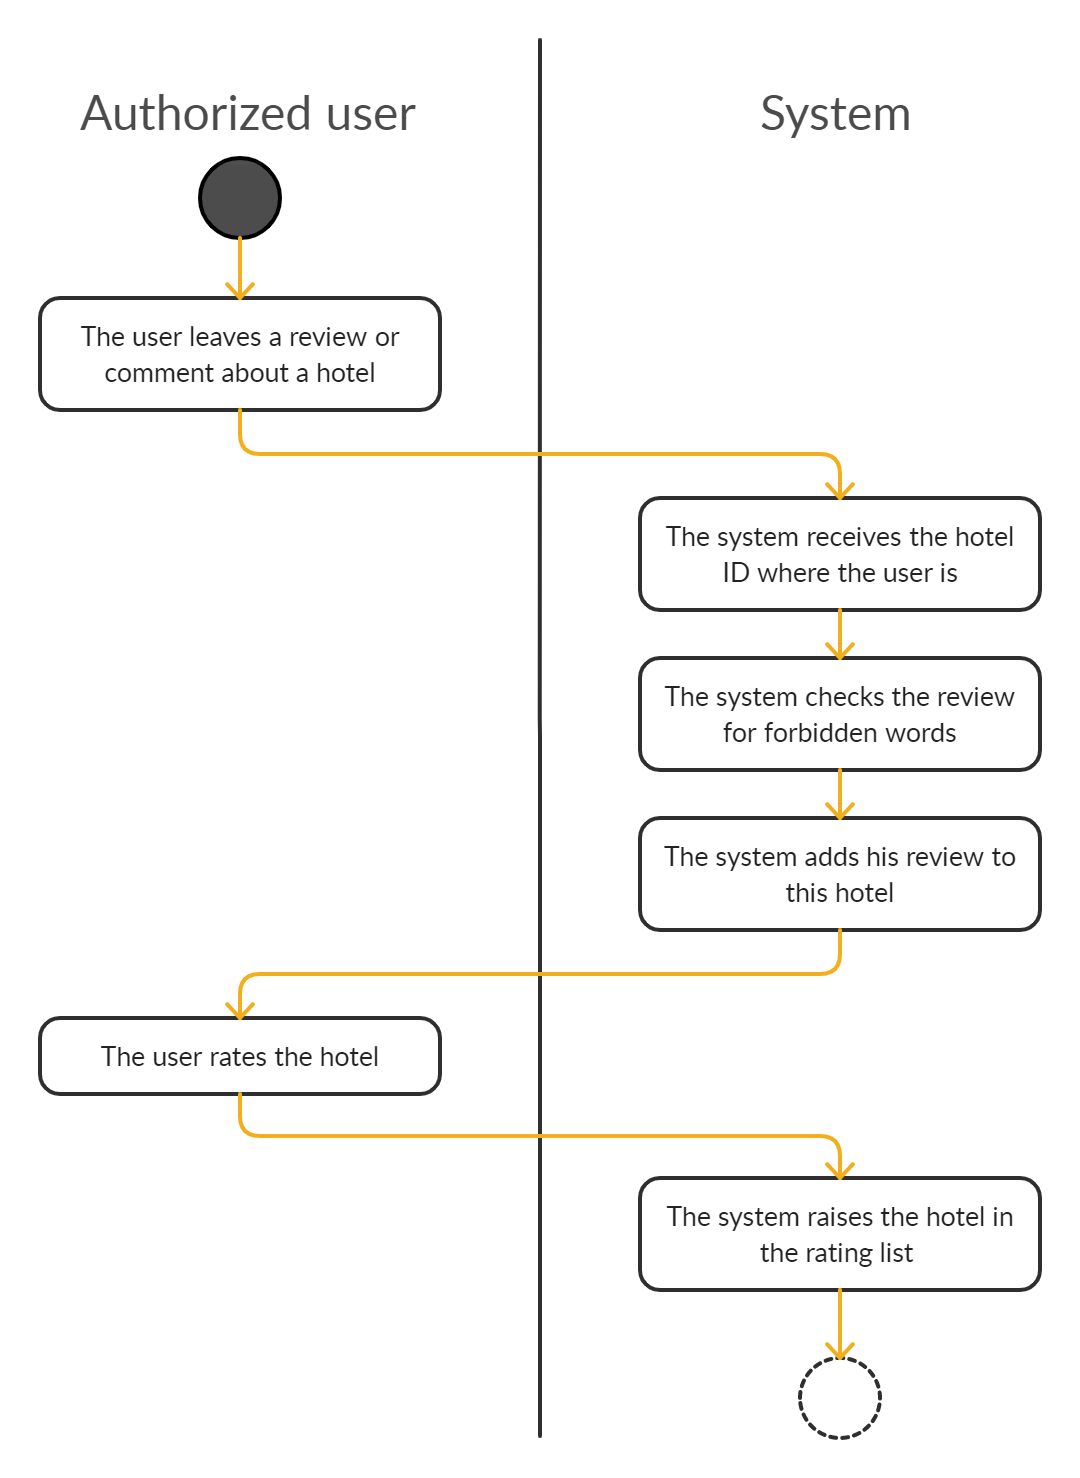 Authorized user
System
The user leaves a review or
comment about a hotel
The system receives the hotel
ID where the user is
The system checks the review
for forbidden words
The system adds his review to
this hotel
The user rates the hotel
The system raises the hotel in
the rating list